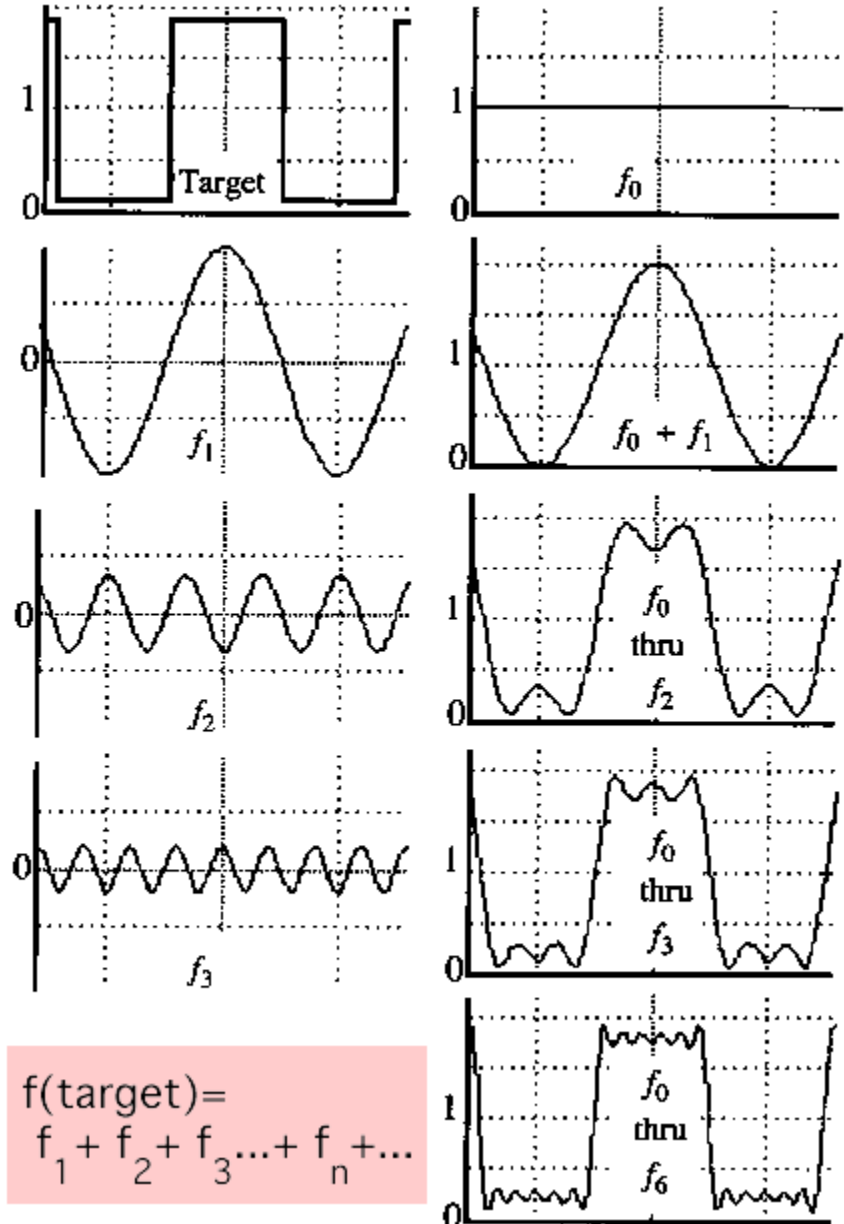 1
0
Target
1
0
f₀
0
f₁
1
0
f₀ + f₁
0
f₂
1
0
f₀
thru
f₂
0
f₃
1
0
f₀
thru
f₃
1
0
f₀
thru
f₆
f(target)=
f₁+ f₂+ f₃...+ fₙ+...